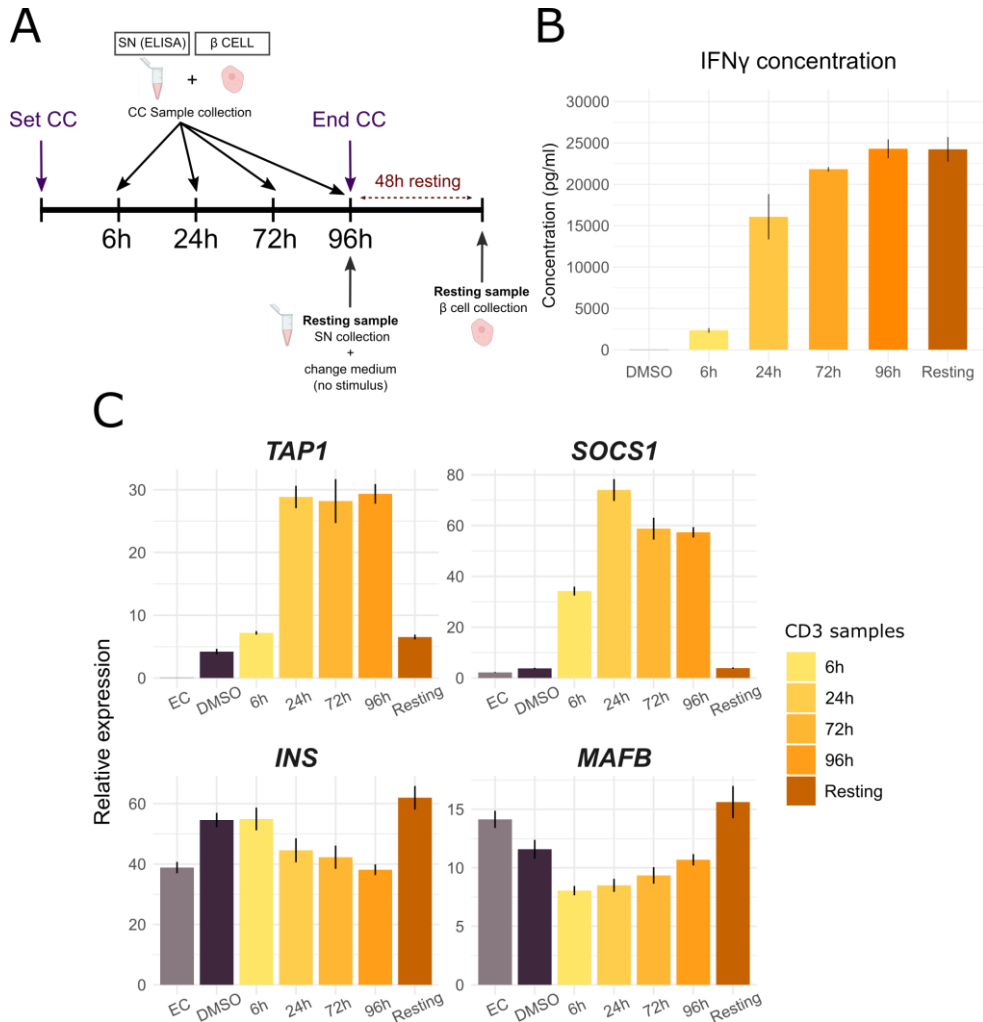 A
SN (ELISA)
β CELL
+
CC Sample collection
Set CC
End CC
48h resting
6h
24h
72h
96h
Resting sample
SN collection
+
change medium
(no stimulus)
Resting sample
β cell collection
B
IFNγ concentration
Concentration (pg/ml)
30000
25000
20000
15000
10000
5000
0
DMSO
6h
24h
72h
96h
Resting
C
Relative expression
TAP1
30
20
10
0
EC
DMSO
6h
24h
72h
96h
Resting
SOCS1
80
60
40
20
0
EC
DMSO
6h
24h
72h
96h
Resting
INS
60
40
20
0
EC
DMSO
6h
24h
72h
96h
Resting
MAFB
15
10
5
0
EC
DMSO
6h
24h
72h
96h
Resting
CD3 samples
6h
24h
72h
96h
Resting